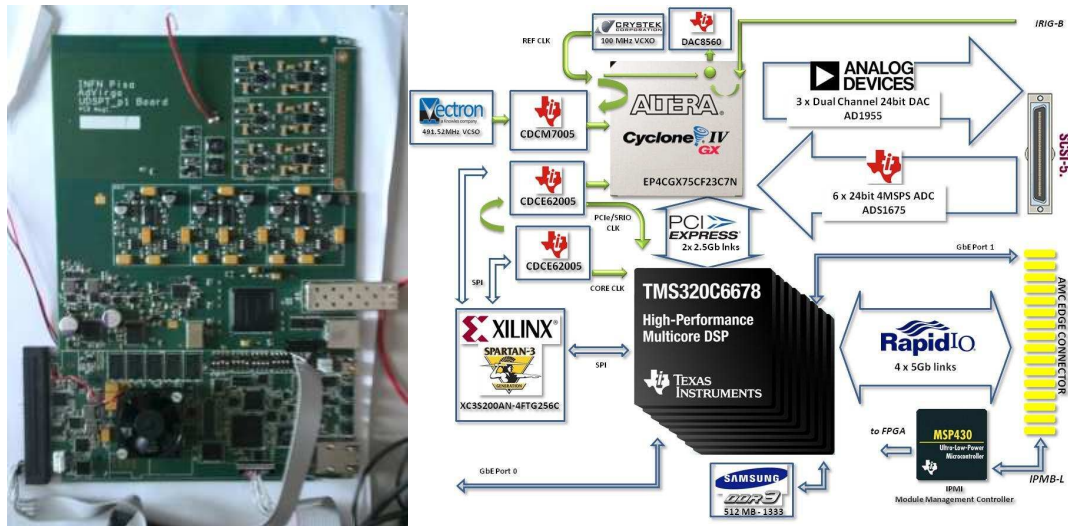 INFN Pisa
AdVirgo
UDSPT_p1 Board
CRYSTEK
CORPORATION
100 MHz VCXO
DAC8560
IRIG-B
REF CLK
ANALOG
DEVICES
3 x Dual Channel 24bit DAC
AD1955
Vectron
491.52MHz VCSO
CDCM7005
ALTERA
Cyclone IV
GX
EP4CGX75CF23C7N
SCSI-5.
6 x 24bit 4MSPS ADC
ADS1675
CDCE62005
PCIe/SRIO
CLK
PCI
EXPRESS
2x 2.5Gb lnks
GbE Port 1
CDCE62005
SPI
CORE CLK
TMS320C6678
High-Performance
Multicore DSP
TEXAS
INSTRUMENTS
XILINX
SPARTAN-3
GENERATION
XC3S200AN-4FTG256C
SPI
RapidIO
4 x 5Gb links
AMC EDGE CONNECTOR
to FPGA
MSP430
Ultra-Low-Power
Microcontroller
IPMI
Module Management Controller
IPMB-L
GbE Port 0
SAMSUNG
DDR3
512 MB - 1333